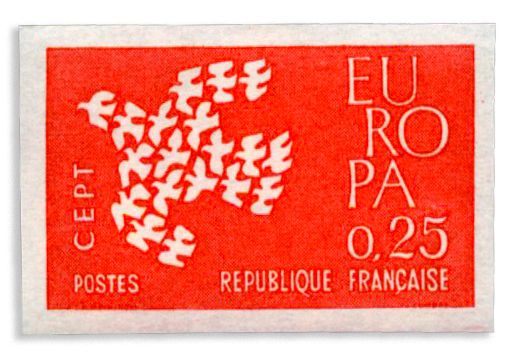 EU
RO
PA
0,25
CEPT
POSTES
REPUBLIQUE FRANÇAISE